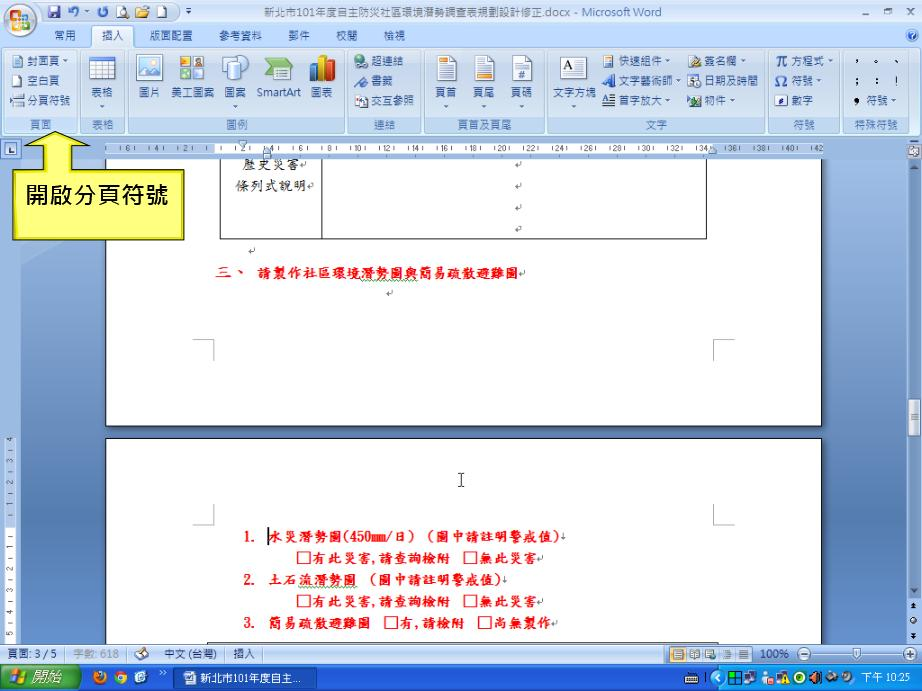 新北市101年度自主防災社區環境潛勢調查表規劃設計修正.docx - Microsoft Word
常用 插入 版面配置 參考資料 郵件 校閱 檢視
封面頁 空白頁 分頁符號
頁面
表格
表格
圖片 美工圖案 圖案 SmartArt 圖表
圖例
超連結 書籤 交互參照
連結
頁首 頁尾 頁碼
頁首及頁尾
文字方塊 快速組件 文字藝術師 首字放大 簽名欄 日期及時間 物件
文字
方程式 符號 數字
符號
符號
特殊符號
開啟分頁符號
歷史災害
條列式說明
三、 請製作社區環境潛勢圖與簡易疏散避難圖
1. 水災潛勢圖(450mm/日) (圖中請註明警戒值)
□有此災害,請查詢檢附 □無此災害
2. 土石流潛勢圖 (圖中請註明警戒值)
□有此災害,請查詢檢附 □無此災害
3. 簡易疏散避難圖 □有,請檢附 □尚無製作
頁面: 3 / 5 字數: 618 中文 (台灣) 插入 100%
開始 新北市101年度自主... 下午 10:25